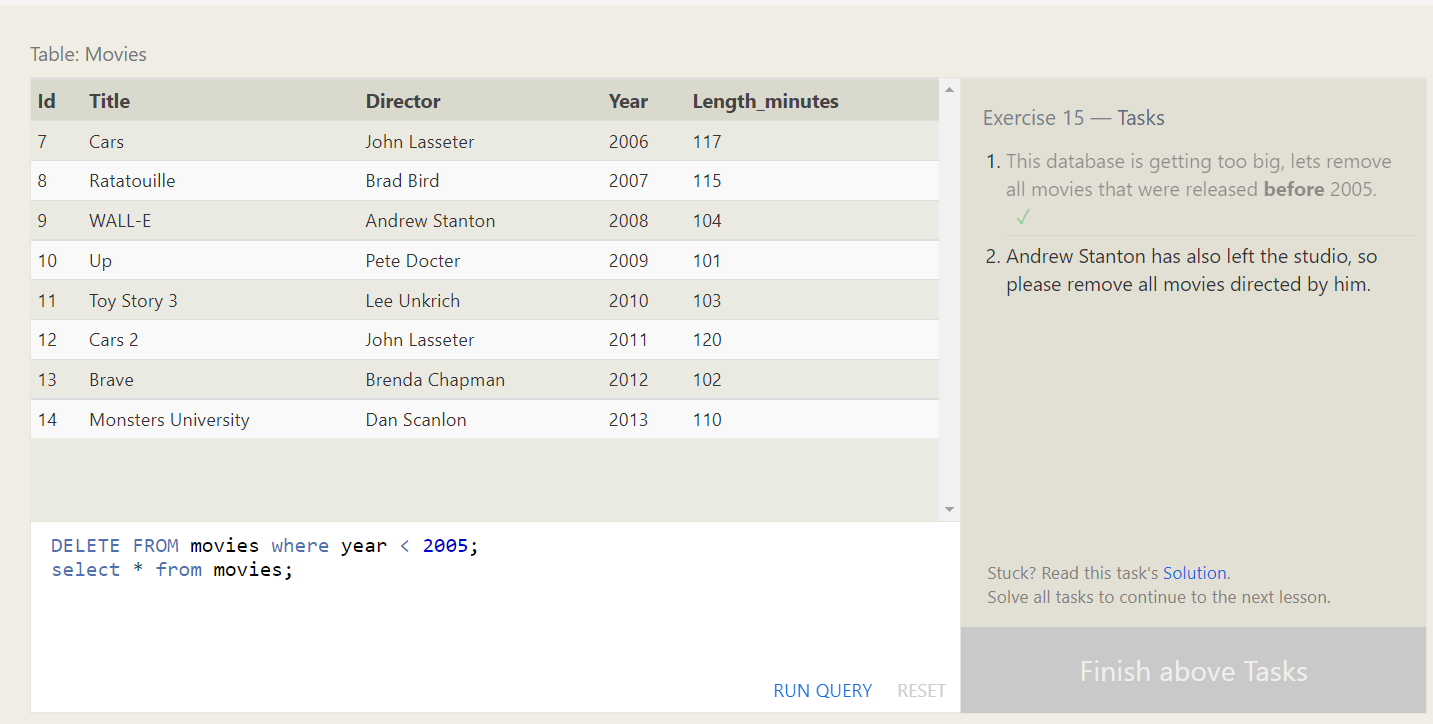 Table: Movies
Id Title Director Year Length_minutes
7 Cars John Lasseter 2006 117
8 Ratatouille Brad Bird 2007 115
9 WALL-E Andrew Stanton 2008 104
10 Up Pete Docter 2009 101
11 Toy Story 3 Lee Unkrich 2010 103
12 Cars 2 John Lasseter 2011 120
13 Brave Brenda Chapman 2012 102
14 Monsters University Dan Scanlon 2013 110
DELETE FROM movies where year < 2005;
select * from movies;
RUN QUERY RESET
Exercise 15 — Tasks
1. This database is getting too big, lets remove
all movies that were released before 2005.
✓
2. Andrew Stanton has also left the studio, so
please remove all movies directed by him.
Stuck? Read this task's Solution.
Solve all tasks to continue to the next lesson.
Finish above Tasks